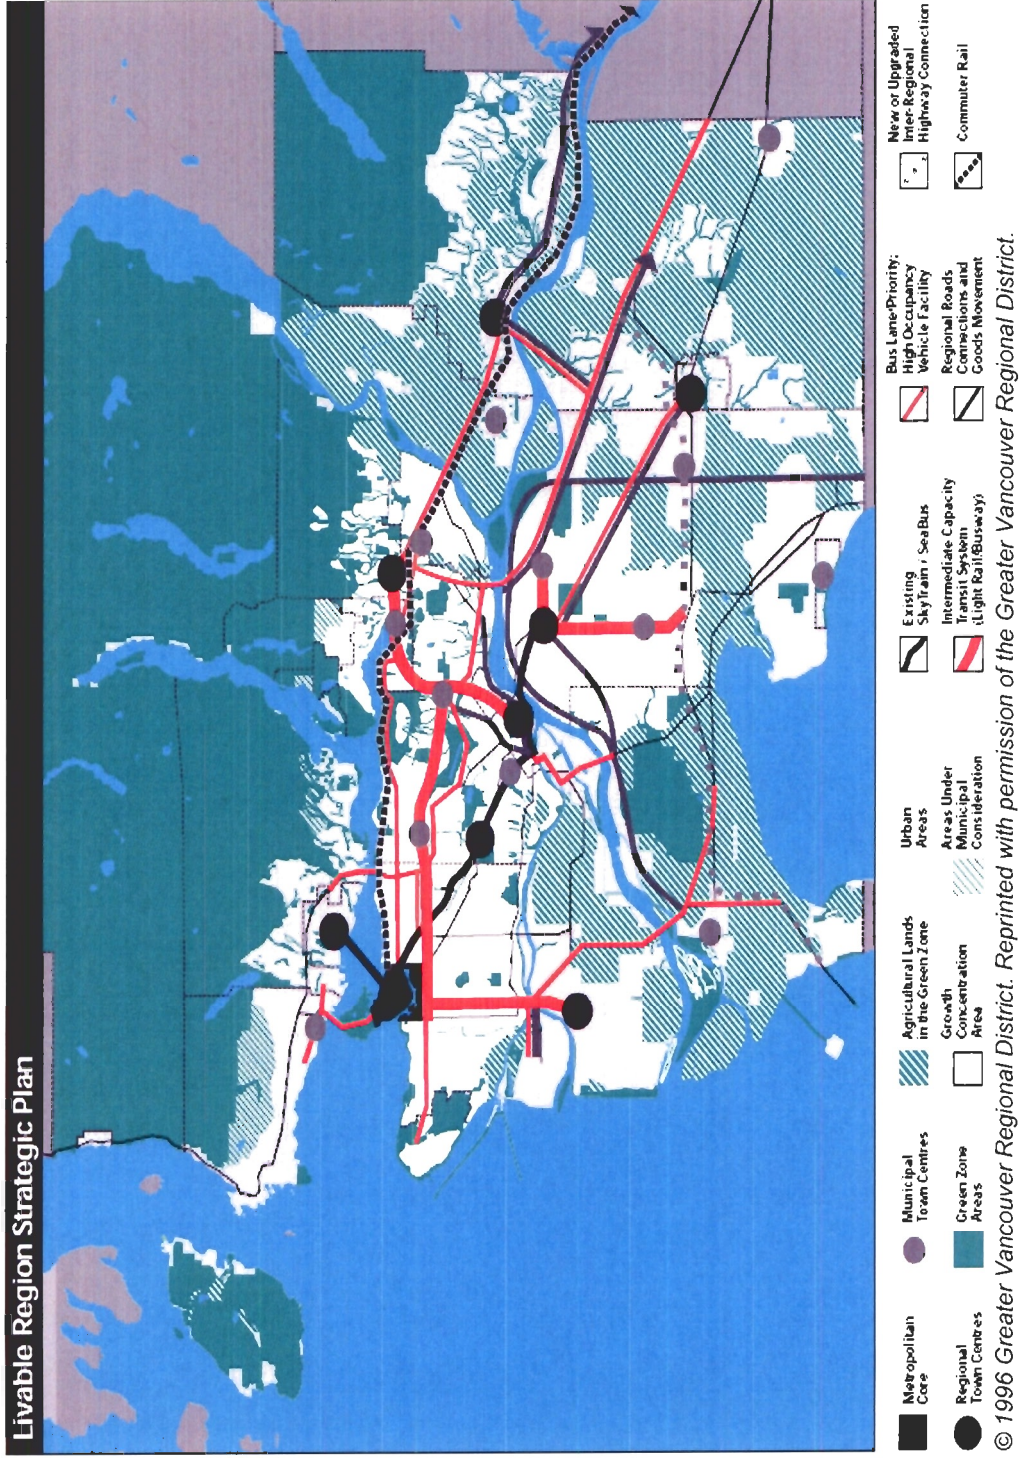 Livable Region Strategic Plan
Metropolitan
Core
Regional
Town Centres
Municipal
Town Centres
Green Zone
Areas
Agricultural Lands
in the Green Zone
Growth
Concentration
Area
Urban
Areas
Areas Under
Municipal
Consideration
Existing
SkyTrain / SeaBus
Intermediate Capacity
Transit System
(Light Rail/Busway)
Bus Lane/Priority:
High Occupancy
Vehicle Facility
Regional Roads
Connections and
Goods Movement
New or Upgraded
Inter-Regional
Highway Connection
Commuter Rail
© 1996 Greater Vancouver Regional District. Reprinted with permission of the Greater Vancouver Regional District.